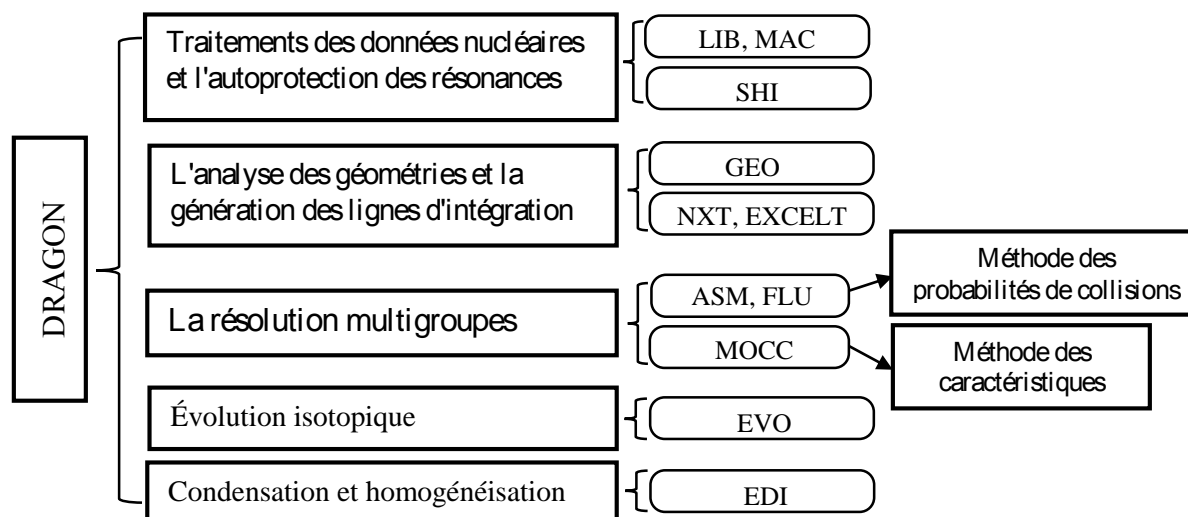 DRAGON
Traitements des données nucléaires
et l'autoprotection des résonances
LIB, MAC
SHI
L'analyse des géométries et la
génération des lignes d'intégration
GEO
NXT, EXCELT
La résolution multigroupes
ASM, FLU
MOCC
Méthode des
probabilités de collisions
Méthode des
caractéristiques
Évolution isotopique
EVO
Condensation et homogénéisation
EDI